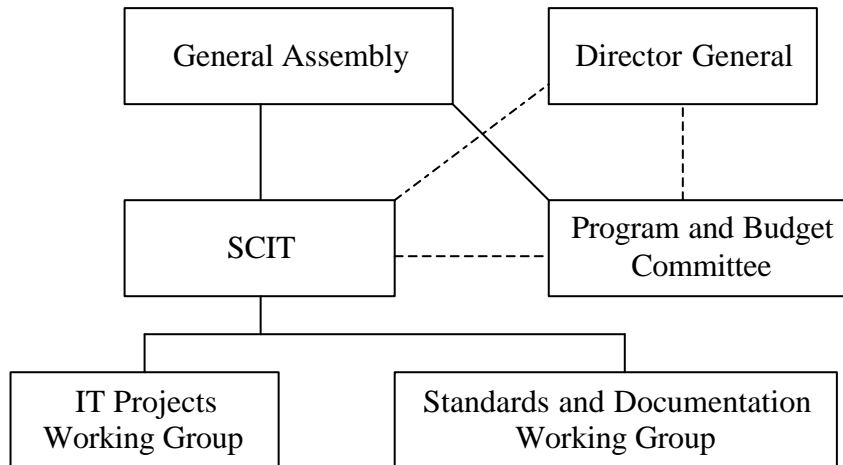 General Assembly
Director General
SCIT
Program and Budget
Committee
IT Projects
Working Group
Standards and Documentation
Working Group